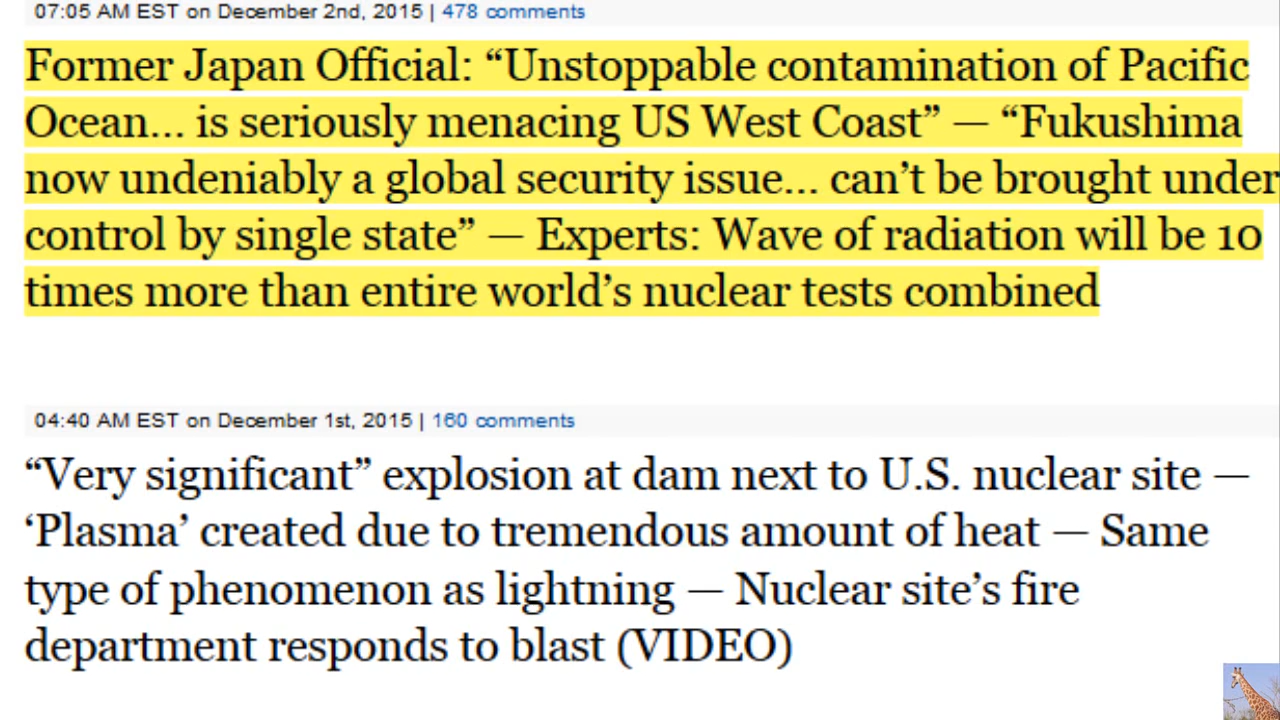 07:05 AM EST on December 2nd, 2015 | 478 comments
Former Japan Official: “Unstoppable contamination of Pacific
Ocean… is seriously menacing US West Coast” — “Fukushima
now undeniably a global security issue… can’t be brought under
control by single state” — Experts: Wave of radiation will be 10
times more than entire world’s nuclear tests combined
04:40 AM EST on December 1st, 2015 | 160 comments
“Very significant” explosion at dam next to U.S. nuclear site —
‘Plasma’ created due to tremendous amount of heat — Same
type of phenomenon as lightning — Nuclear site’s fire
department responds to blast (VIDEO)